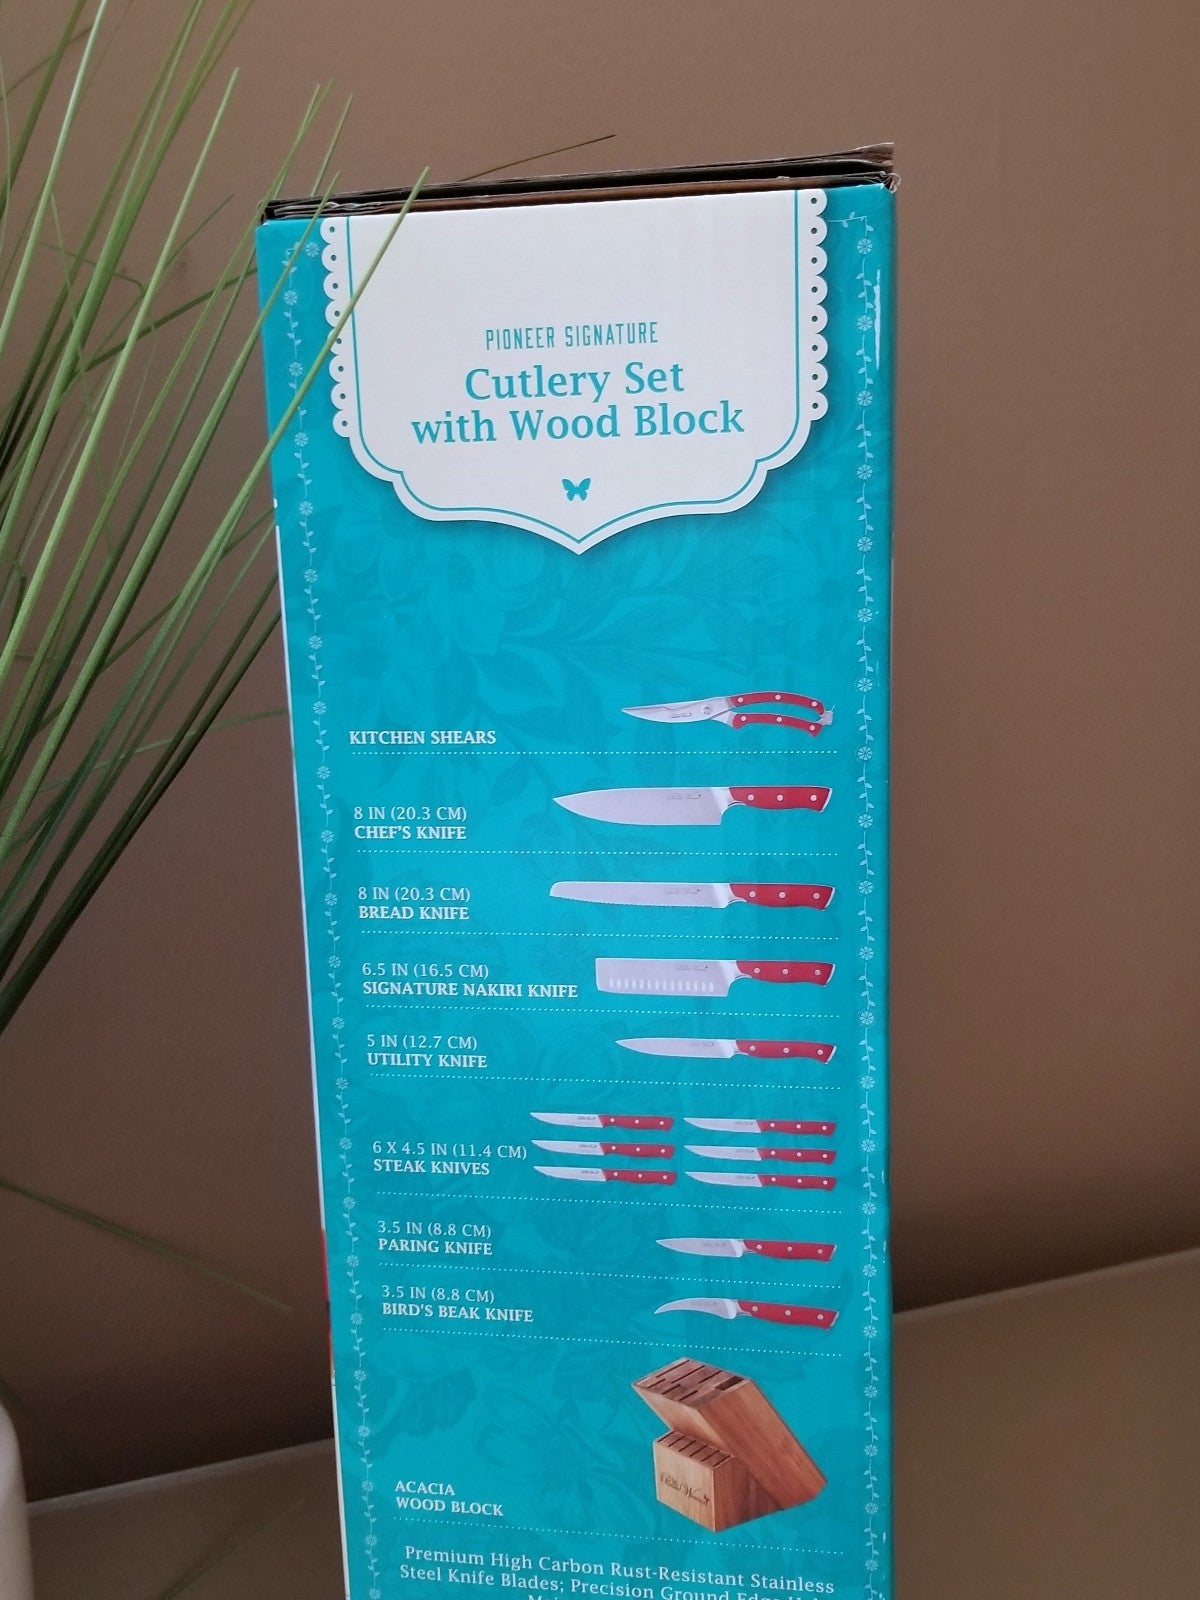 PIONEER SIGNATURE
Cutlery Set
with Wood Block
KITCHEN SHEARS
8 IN (20.3 CM)
CHEF'S KNIFE
8 IN (20.3 CM)
BREAD KNIFE
6.5 IN (16.5 CM)
SIGNATURE NAKIRI KNIFE
5 IN (12.7 CM)
UTILITY KNIFE
6 X 4.5 IN (11.4 CM)
STEAK KNIVES
3.5 IN (8.8 CM)
PARING KNIFE
3.5 IN (8.8 CM)
BIRD'S BEAK KNIFE
ACACIA
WOOD BLOCK
Premium High Carbon Rust-Resistant Stainless
Steel Knife Blades; Precision Ground Edge